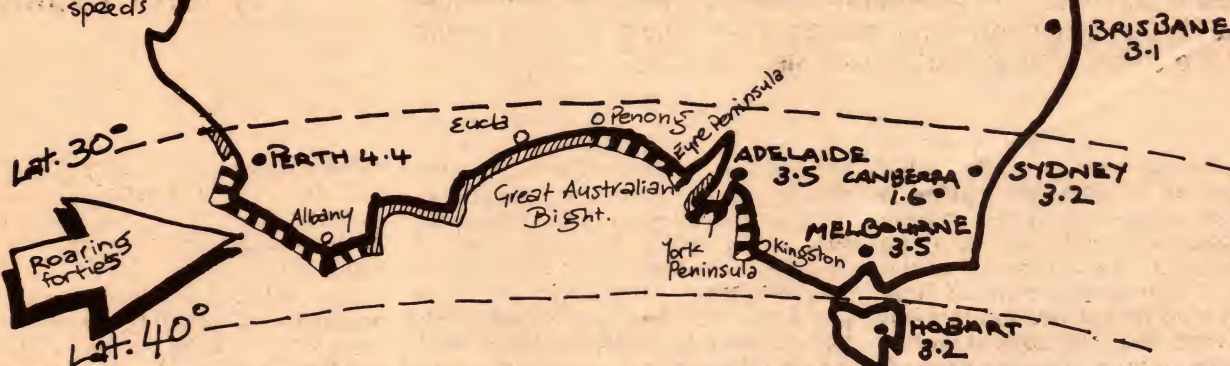 speeds
BRISBANE
3.1
Lat. 30°
PERTH 4.4
Eucla
Penong
Eyre Peninsula
ADELAIDE
3.5
CANBERRA
1.6
SYDNEY
3.2
Great Australian
Bight.
Albany
Roaring
forties
York
Peninsula
Kingston
MELBOURNE
3.5
Lat. 40°
HOBART
3.2